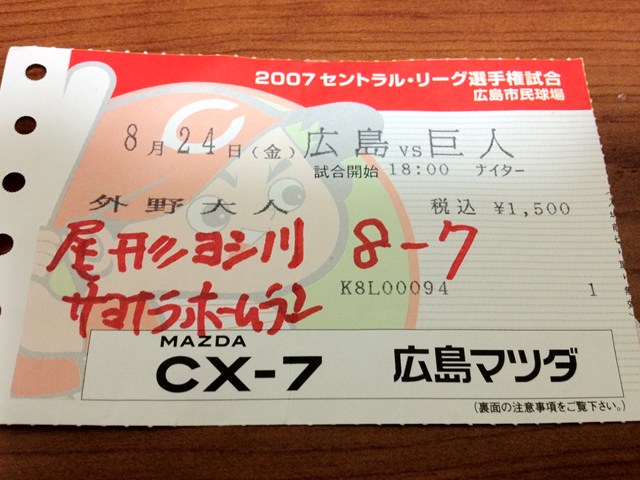 2007 セントラル・リーグ選手権試合
広島市民球場
8月24日(金) 広島 vs 巨人
試合開始 18:00 ナイター
外野大人 税込 ¥1,500
尾形ヨシ川 8-7
サヨナラホームラン
K8L00094 1
MAZDA
CX-7 広島マツダ
(裏面の注意事項をご覧下さい。)